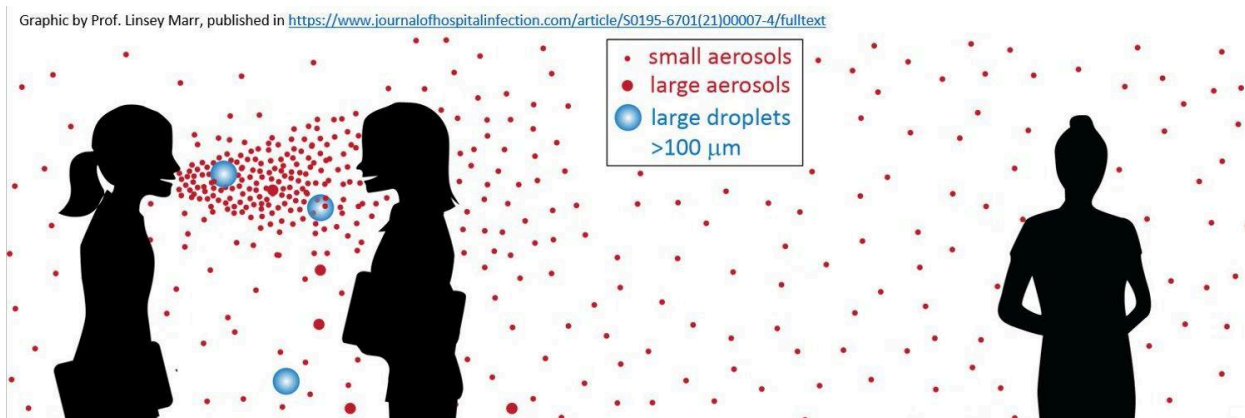 Graphic by Prof. Linsey Marr, published in https://www.journalofhospitalinfection.com/article/S0195-6701(21)00007-4/fulltext
small aerosols
large aerosols
large droplets
>100 μm